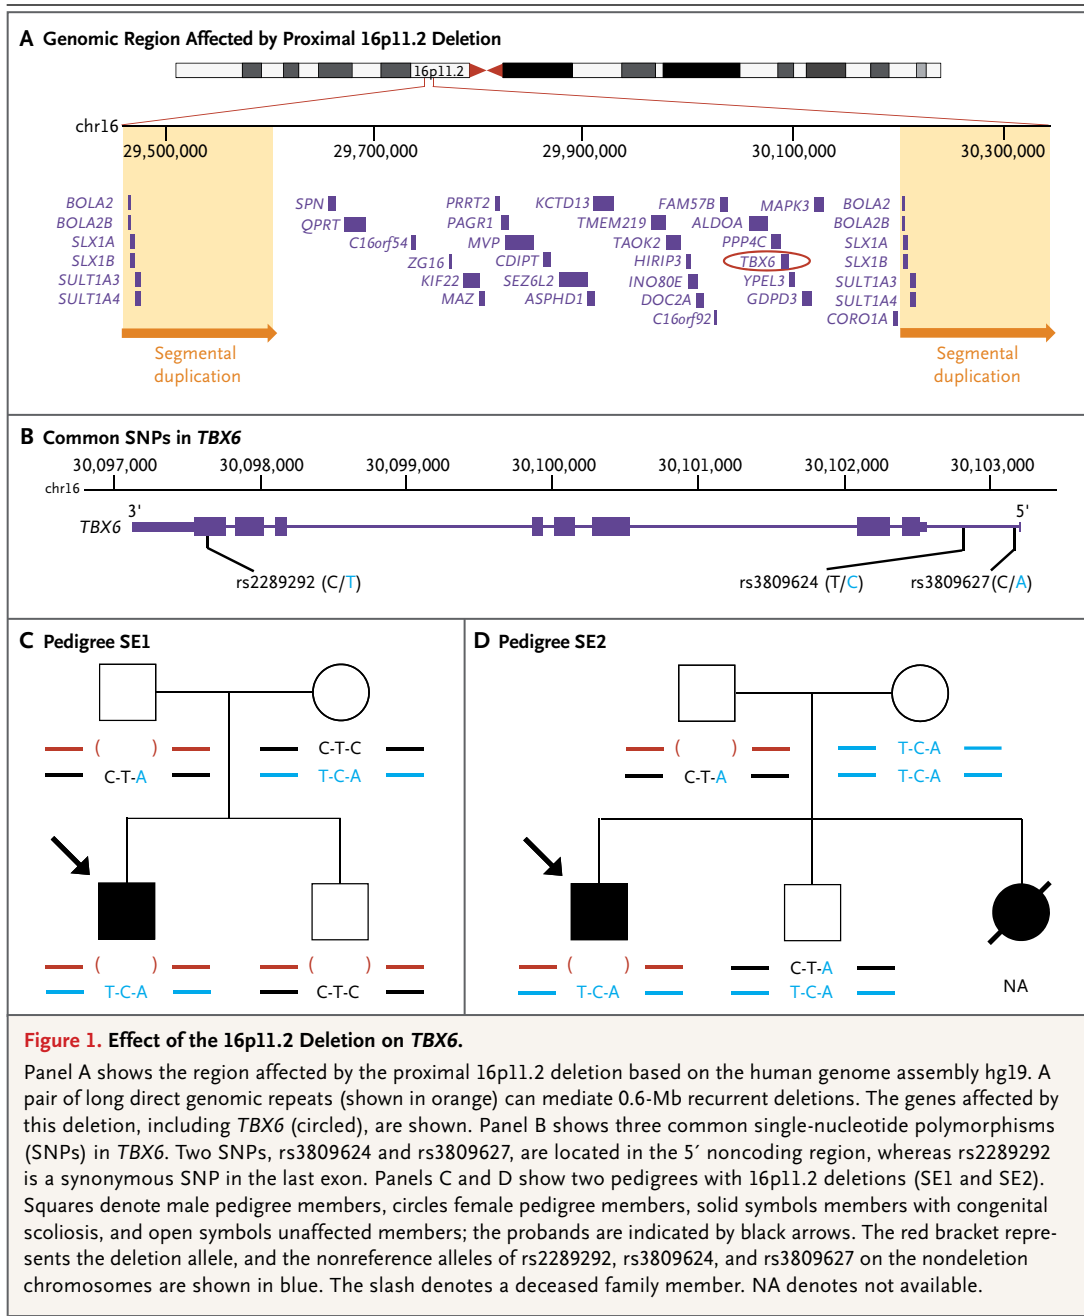 A Genomic Region Affected by Proximal 16p11.2 Deletion
16p11.2
chr16
29,500,000 29,700,000 29,900,000 30,100,000 30,300,000
BOLA2 SPN PRRT2 KCTD13 FAM57B MAPK3 BOLA2
BOLA2B QPRT PAGR1 TMEM219 ALDOA BOLA2B
SLX1A C16orf54 MVP TAOK2 PPP4C SLX1A
SLX1B ZG16 CDIPT HIRIP3 TBX6 SLX1B
SULT1A3 KIF22 SEZ6L2 INO80E YPEL3 SULT1A3
SULT1A4 MAZ ASPHD1 DOC2A GDPD3 SULT1A4
C16orf92 CORO1A
Segmental duplication
Segmental duplication
B Common SNPs in TBX6
30,097,000 30,098,000 30,099,000 30,100,000 30,101,000 30,102,000 30,103,000
chr16
3' 5'
TBX6
rs2289292 (C/T) rs3809624 (T/C) rs3809627(C/A)
C Pedigree SE1
( ) C-T-C
C-T-A T-C-A
( ) ( )
T-C-A C-T-C
D Pedigree SE2
( ) T-C-A
C-T-A T-C-A
( ) C-T-A
T-C-A T-C-A
NA
Figure 1. Effect of the 16p11.2 Deletion on TBX6.
Panel A shows the region affected by the proximal 16p11.2 deletion based on the human genome assembly hg19. A
pair of long direct genomic repeats (shown in orange) can mediate 0.6-Mb recurrent deletions. The genes affected by
this deletion, including TBX6 (circled), are shown. Panel B shows three common single-nucleotide polymorphisms
(SNPs) in TBX6. Two SNPs, rs3809624 and rs3809627, are located in the 5′ noncoding region, whereas rs2289292
is a synonymous SNP in the last exon. Panels C and D show two pedigrees with 16p11.2 deletions (SE1 and SE2).
Squares denote male pedigree members, circles female pedigree members, solid symbols members with congenital
scoliosis, and open symbols unaffected members; the probands are indicated by black arrows. The red bracket repre-
sents the deletion allele, and the nonreference alleles of rs2289292, rs3809624, and rs3809627 on the nondeletion
chromosomes are shown in blue. The slash denotes a deceased family member. NA denotes not available.